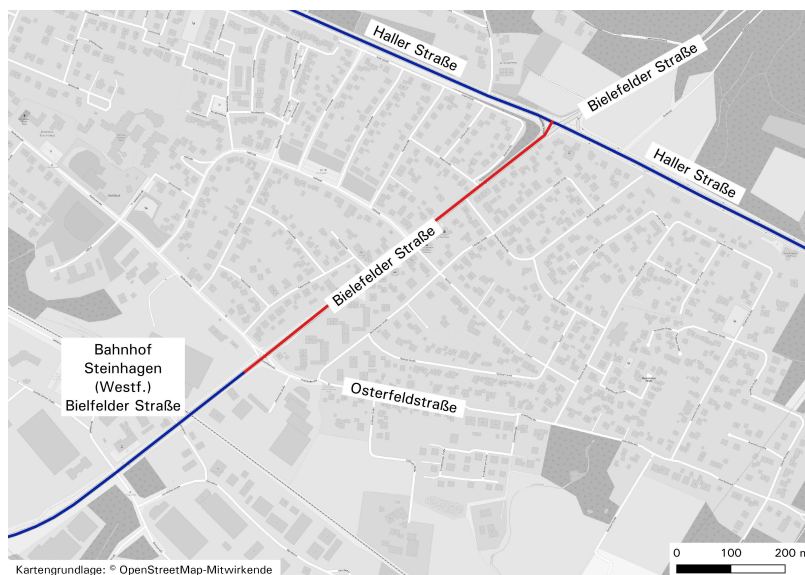 Haller Straße
Bielefelder Straße
Haller Straße
Bielefelder Straße
Bahnhof
Steinhagen
(Westf.)
Bielfelder Straße
Osterfeldstraße
0 100 200 m
Kartengrundlage: © OpenStreetMap-Mitwirkende